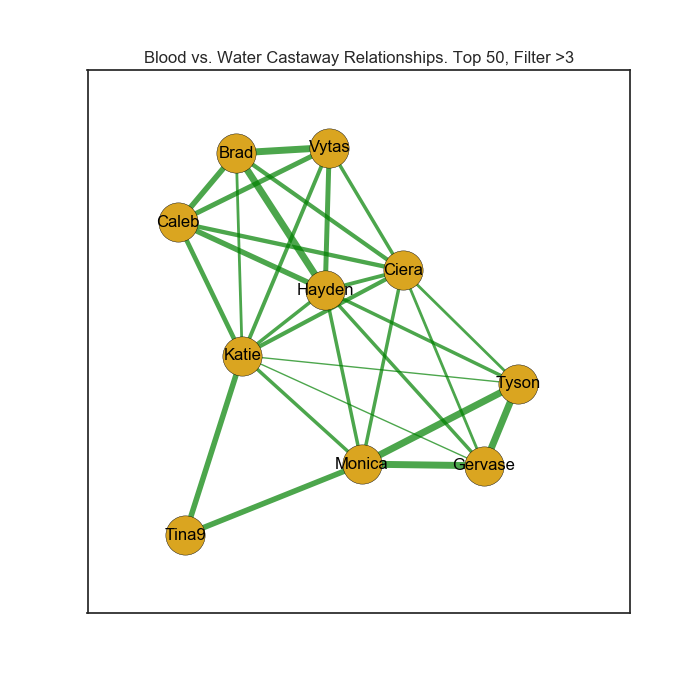 Blood vs. Water Castaway Relationships. Top 50, Filter >3
Vytas
Brad
Caleb
Ciera
Hayden
Katie
Tyson
Monica
Gervase
Tina9